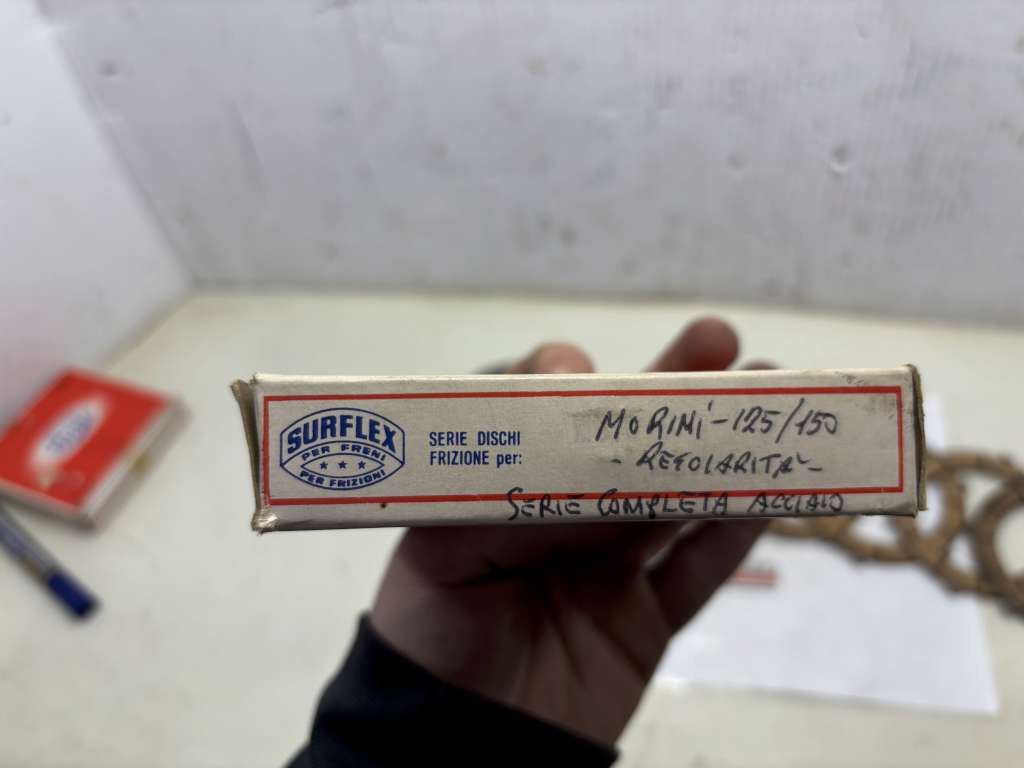 SURFLEX
PER FRENI
PER FRIZIONI
SERIE DISCHI
FRIZIONE per:
MORINI-125/150
- REGOLARITA'-
SERIE COMPLETA ACCIAIO